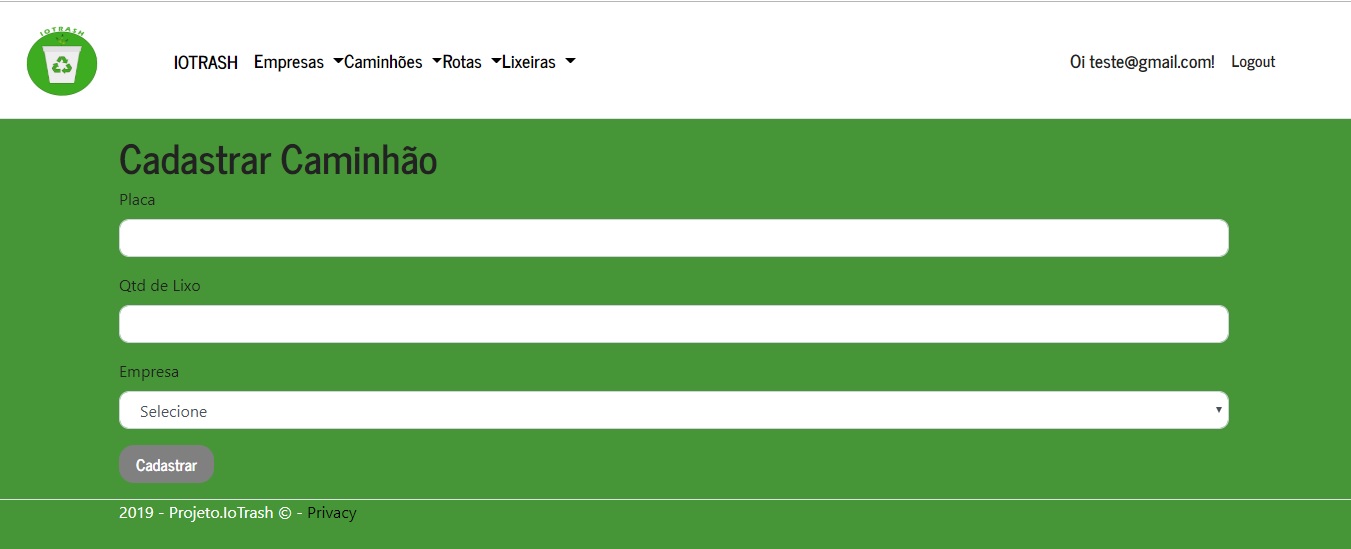 IOTRASH
IOTRASH Empresas Caminhões Rotas Lixeiras Oi teste@gmail.com! Logout
Cadastrar Caminhão
Placa
Qtd de Lixo
Empresa
Selecione
Cadastrar
2019 - Projeto.IoTrash © - Privacy